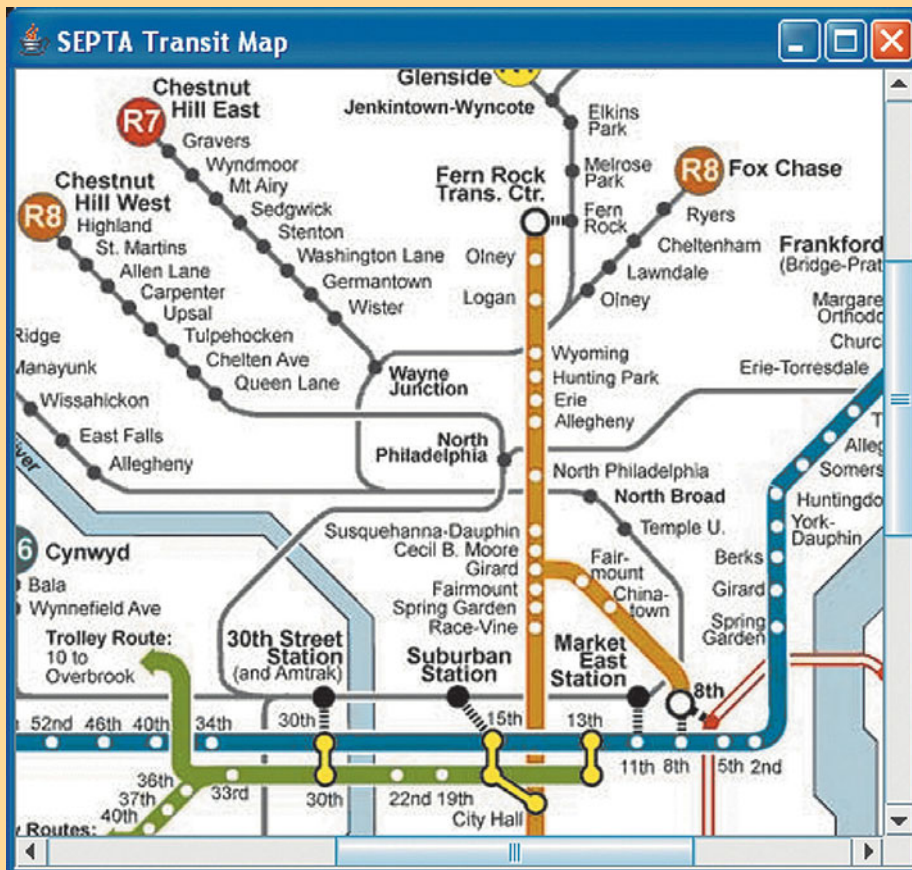 SEPTA Transit Map
Glenside
Jenkintown-Wyncote
Elkins
Park
Melrose
Park
Fern
Rock
Chestnut
Hill East
R7
Gravers
Wyndmoor
Mt Airy
Sedgwick
Stenton
Washington Lane
Germantown
Wister
Wayne
Junction
Chestnut
Hill West
R8
Highland
St. Martins
Allen Lane
Carpenter
Upsal
Tulpehocken
Chelten Ave
Queen Lane
North
Philadelphia
Fern Rock
Trans. Ctr.
Olney
Logan
Wyoming
Hunting Park
Erie
Allegheny
North Philadelphia
Susquehanna-Dauphin
Cecil B. Moore
Girard
Fairmount
Spring Garden
Race-Vine
R8
Fox Chase
Ryers
Cheltenham
Lawndale
Olney
Frankford
(Bridge-Prat
Margare
Orthodo
Churc
Erie-Torresdale
T
Alleg
Somers
Huntingdo
York-
Dauphin
Berks
Girard
Spring
Garden
Ridge
Manayunk
Wissahickon
East Falls
Allegheny
iver
North Broad
Temple U.
Fair-
mount
China-
town
6
Cynwyd
Bala
Wynnefield Ave
Trolley Route:
10 to
Overbrook
30th Street
Station
(and Amtrak)
Suburban
Station
Market
East
Station
8th
52nd
46th
40th
34th
30th
15th
13th
11th
8th
5th
2nd
36th
37th
40th
33rd
30th
22nd
19th
City Hall
y Routes: